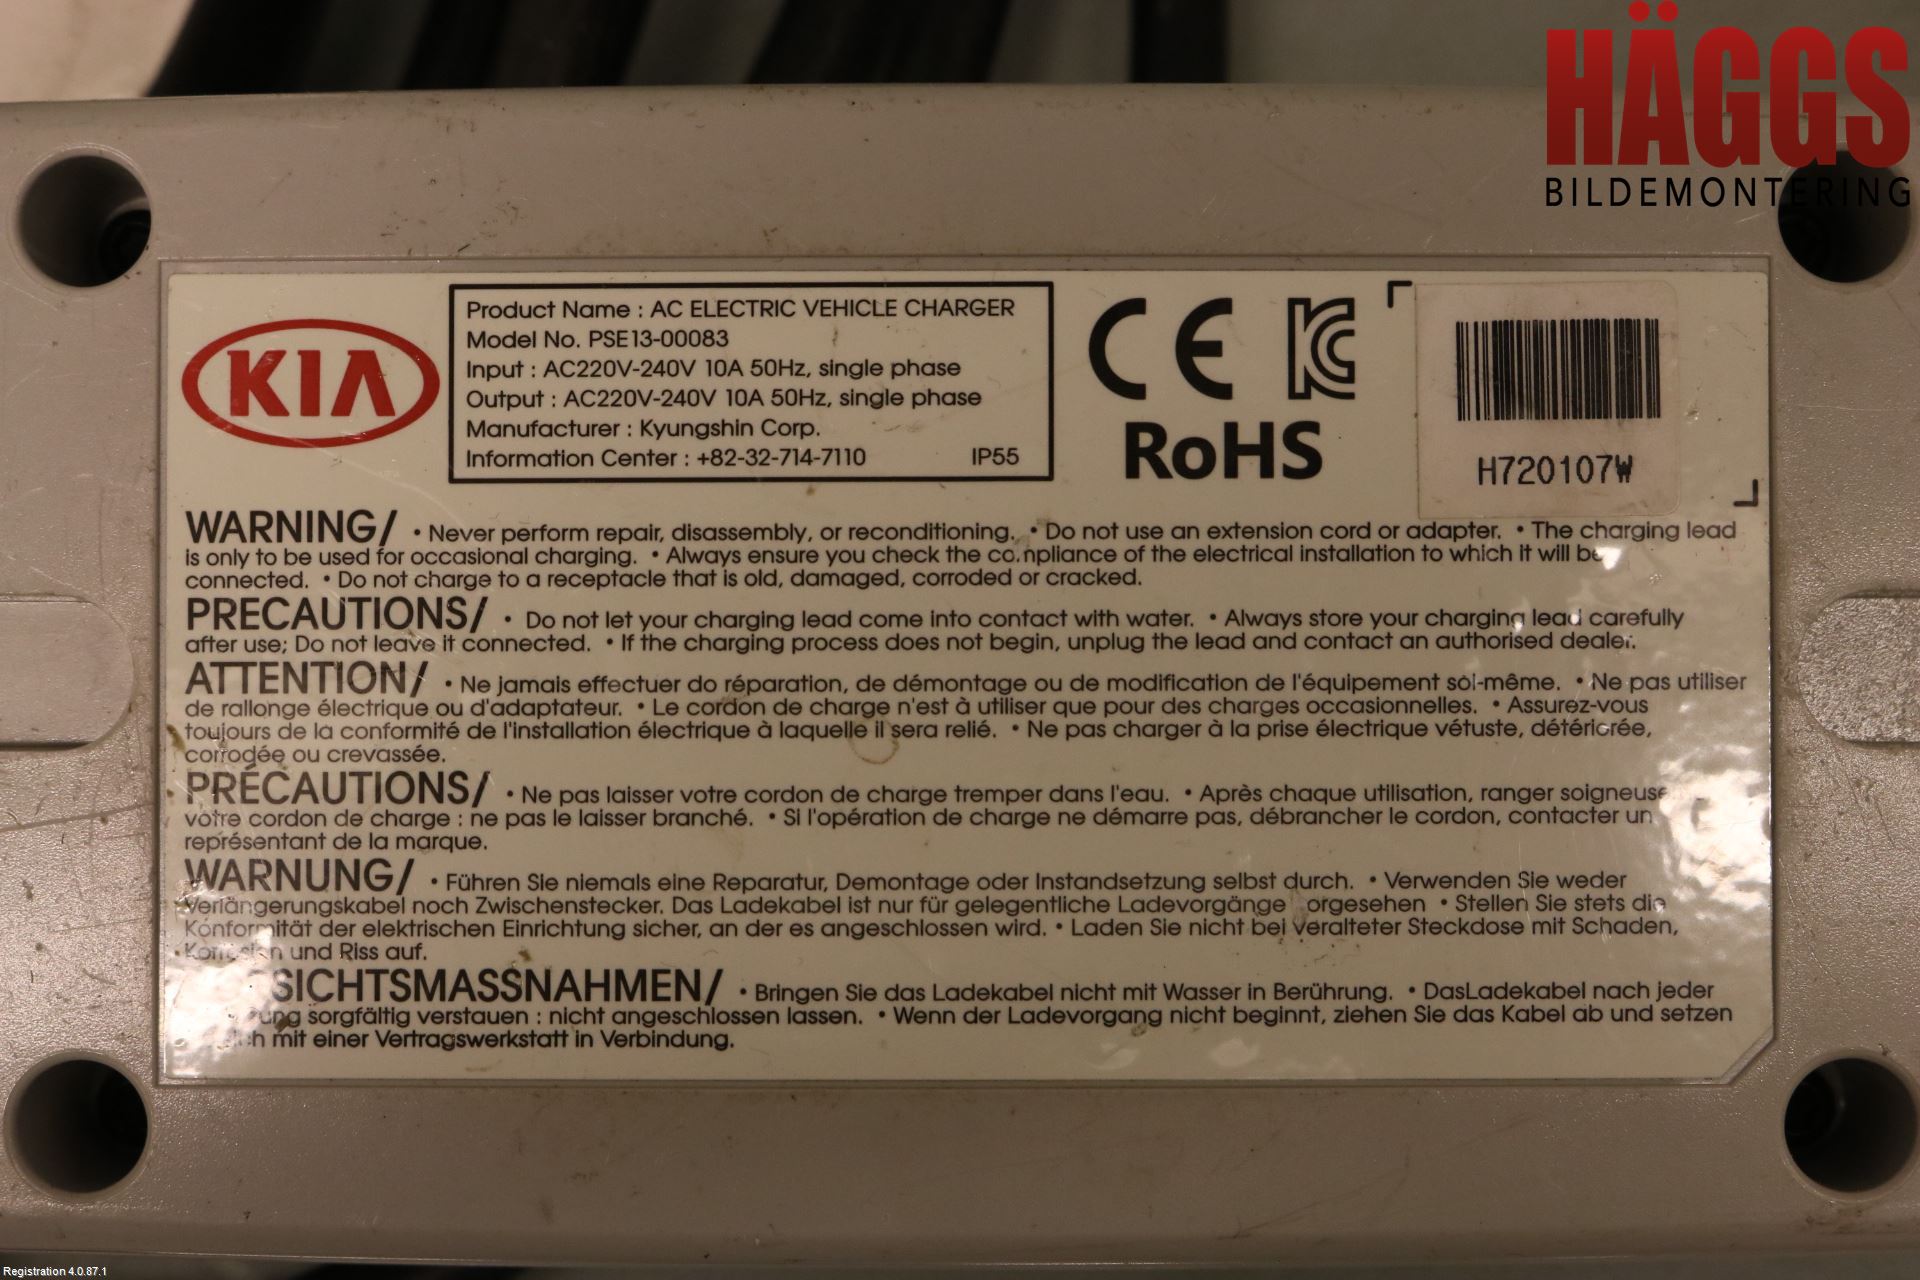 HÄGGS
BILDEMONTERING
KIA
Product Name : AC ELECTRIC VEHICLE CHARGER
Model No. PSE13-00083
Input : AC220V-240V 10A 50Hz, single phase
Output : AC220V-240V 10A 50Hz, single phase
Manufacturer : Kyungshin Corp.
Information Center : +82-32-714-7110 IP55
CE
RoHS
H720107W
WARNING/ • Never perform repair, disassembly, or reconditioning. • Do not use an extension cord or adapter. • The charging lead
is only to be used for occasional charging. • Always ensure you check the compliance of the electrical installation to which it will be
connected. • Do not charge to a receptacle that is old, damaged, corroded or cracked.
PRECAUTIONS/ • Do not let your charging lead come into contact with water. • Always store your charging lead carefully
after use; Do not leave it connected. • If the charging process does not begin, unplug the lead and contact an authorised dealer.
ATTENTION/ • Ne jamais effectuer do réparation, de démontage ou de modification de l'équipement soi-même. • Ne pas utiliser
de rallonge électrique ou d'adaptateur. • Le cordon de charge n'est à utiliser que pour des charges occasionnelles. • Assurez-vous
toujours de la conformité de l'installation électrique à laquelle il sera relié. • Ne pas charger à la prise électrique vétuste, détériorée,
corrodée ou crevassée.
PRÉCAUTIONS/ • Ne pas laisser votre cordon de charge tremper dans l'eau. • Après chaque utilisation, ranger
votre cordon de charge : ne pas le laisser branché. • Si l'opération de charge ne démarre pas, débrancher le cordon, contacter un
représentant de la marque.
WARNUNG/ • Führen Sie niemals eine Reparatur, Demontage oder Instandsetzung selbst durch. • Verwenden Sie weder
Verlängerungskabel noch Zwischenstecker. Das Ladekabel ist nur für gelegentliche Ladevorgänge • Stellen Sie stets die
Konformität der elektrischen Einrichtung sicher, an der es angeschlossen wird. • Laden Sie nicht bei veralteter Steckdose mit Schaden,
Korrosion und Riss auf.
SICHTSMASSNAHMEN/ • Bringen Sie das Ladekabel nicht mit Wasser in Berührung. • DasLadekabel nach jeder
sorgfältig verstauen : nicht angeschlossen lassen. • Wenn der Ladevorgang nicht beginnt, ziehen Sie das Kabel ab und setzen
mit einer Vertragswerkstatt in Verbindung.
Registration 4.0.87.1